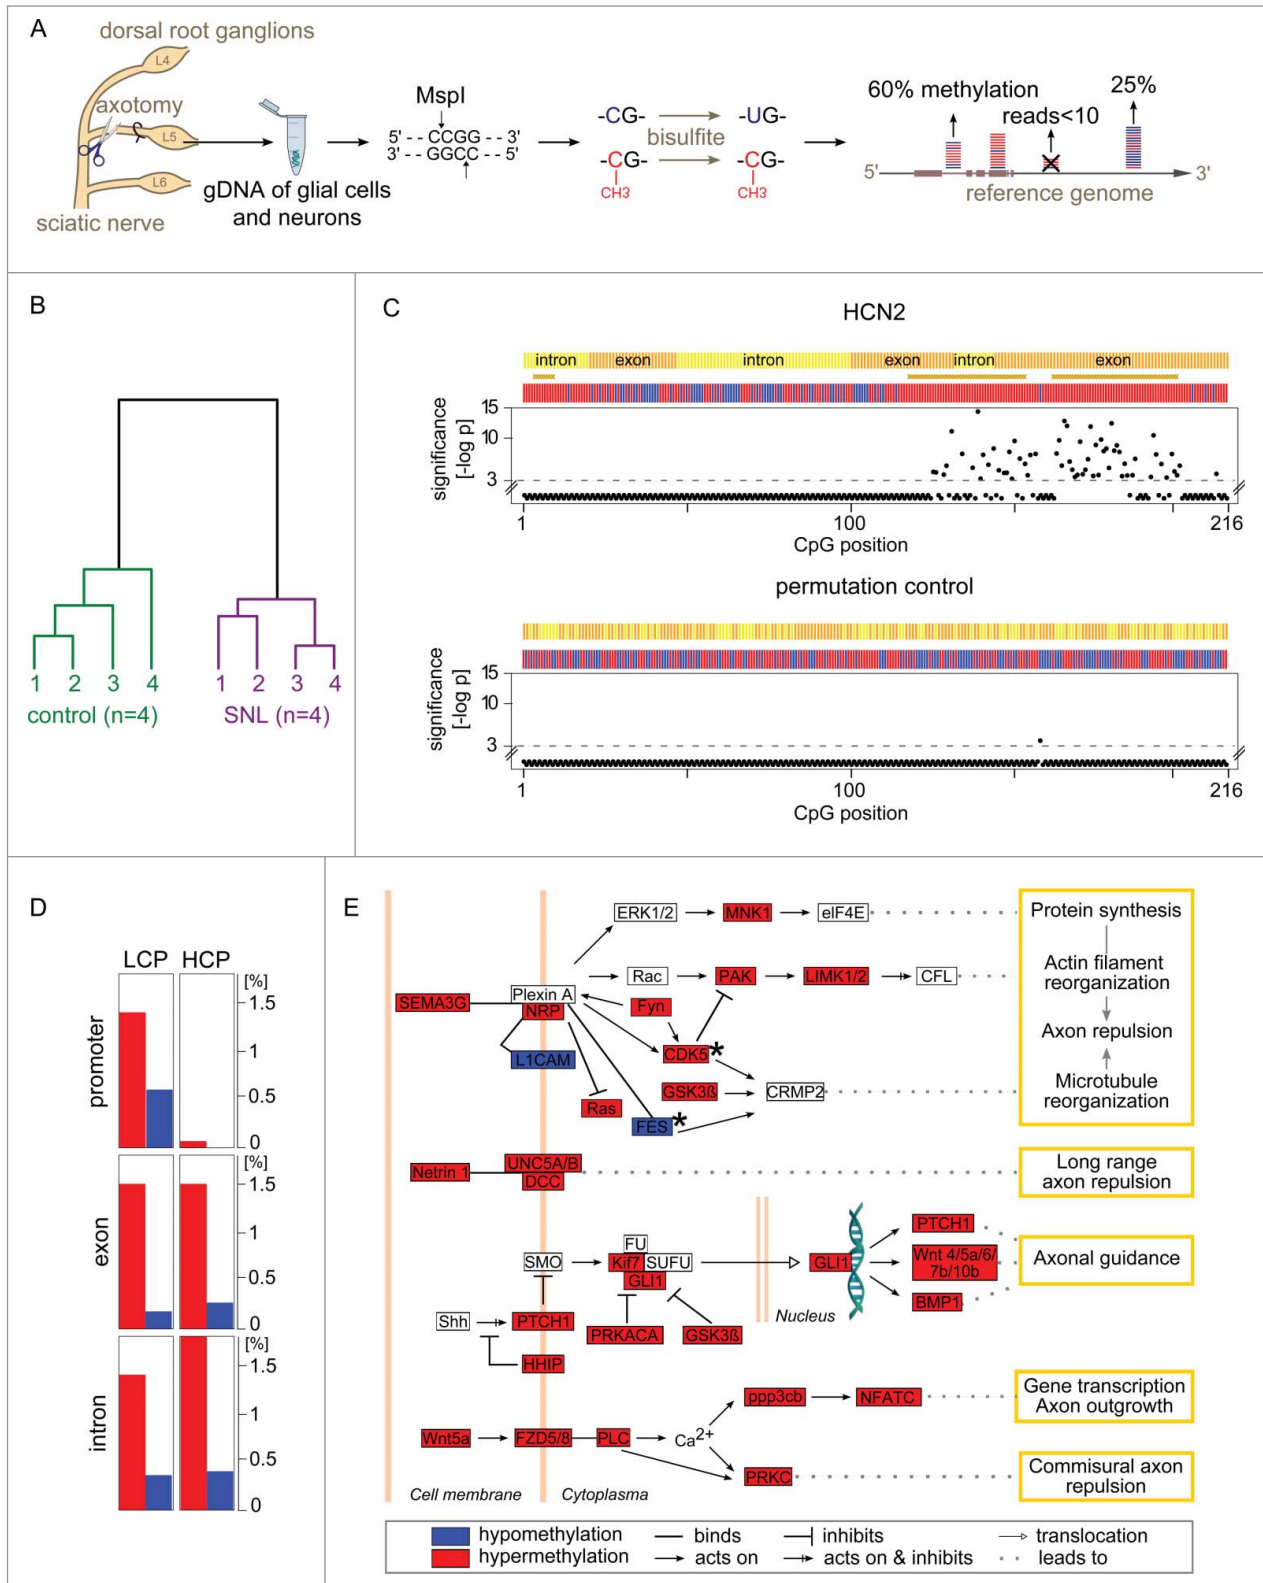 A
dorsal root ganglions
L4
axotomy
L5
L6
sciatic nerve
gDNA of glial cells
and neurons
MspI
5' -- CCGG -- 3'
3' -- GGCC -- 5'
-CG-
bisulfite
-UG-
-CG-
CH3
-CG-
CH3
60% methylation
reads<10
25%
5'
3'
reference genome
B
1 2 3 4
control (n=4)
1 2 3 4
SNL (n=4)
C
HCN2
intron exon intron exon intron exon
significance
[-log p]
15
10
3
1 100 216
CpG position
permutation control
significance
[-log p]
15
10
3
1 100 216
CpG position
D
LCP HCP
promoter
[%]
1.5
1
0.5
0
exon
[%]
1.5
1
0.5
0
intron
[%]
1.5
1
0.5
0
E
ERK1/2
MNK1
eIF4E
Protein synthesis
Rac
PAK
LIMK1/2
CFL
Actin filament
reorganization
SEMA3G
Plexin A
NRP
Fyn
Axon repulsion
L1CAM
CDK5*
GSK3ß
CRMP2
Microtubule
reorganization
Ras
FES*
Netrin 1
UNC5A/B
DCC
Long range
axon repulsion
SMO
FU
Kif7
SUFU
GLI1
GLI1
PTCH1
Wnt 4/5a/6/
7b/10b
BMP1
Axonal guidance
Shh
PTCH1
PRKACA
GSK3ß
Nucleus
HHIP
Wnt5a
FZD5/8
PLC
Ca2+
ppp3cb
NFATC
Gene transcription
Axon outgrowth
PRKC
Commisural axon
repulsion
Cell membrane
Cytoplasma
hypomethylation
binds
inhibits
translocation
hypermethylation
acts on
acts on & inhibits
leads to